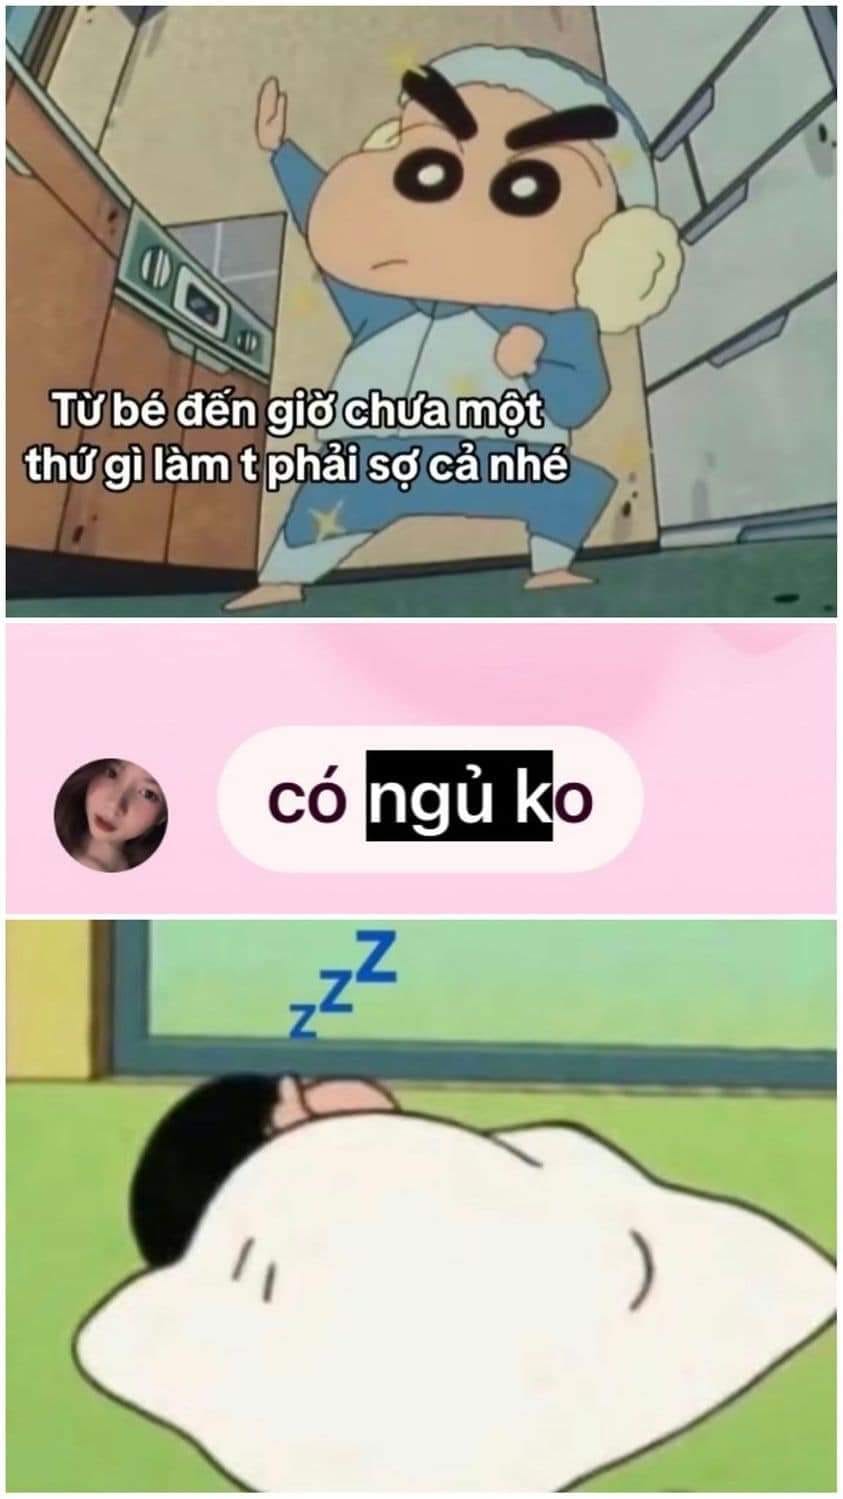 Từ bé đến giờ chưa một
thứ gì làm t phải sợ cả nhé
có ngủ ko
zzZ